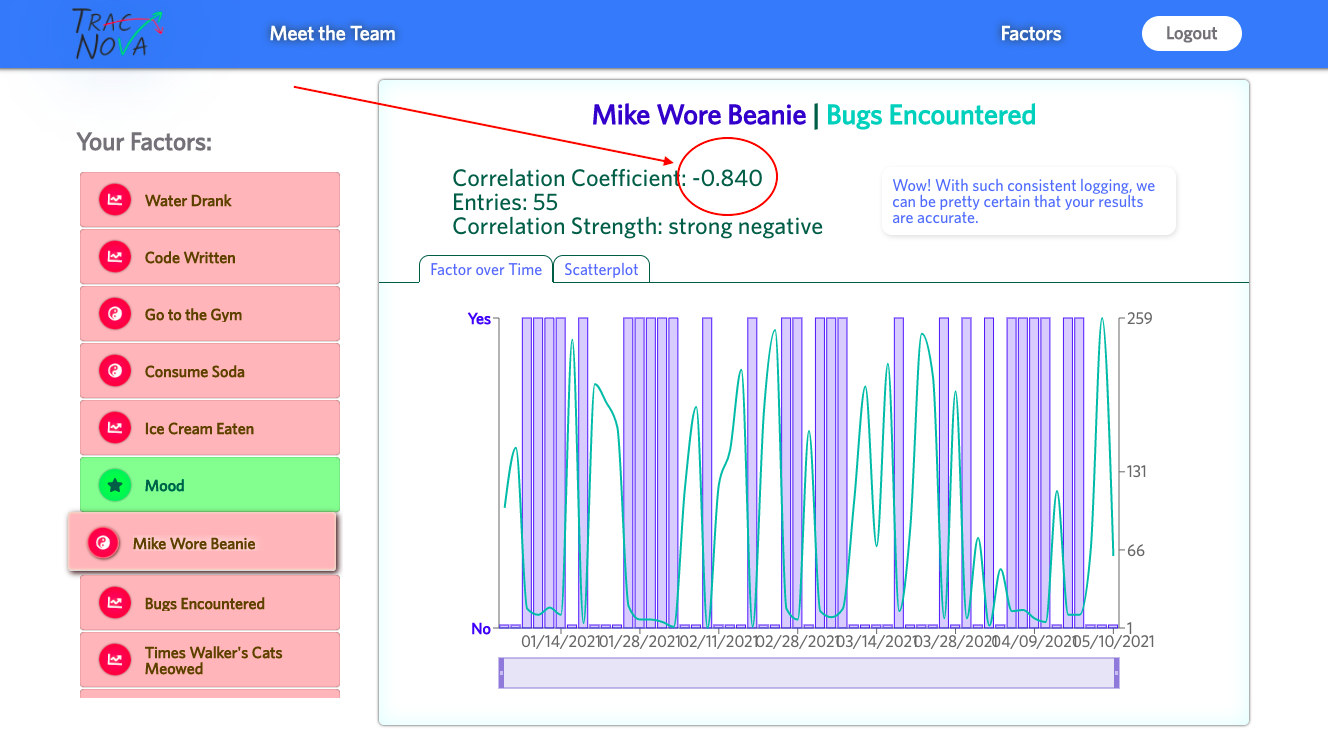 TRAC
NOVA
Meet the Team
Factors
Logout
Your Factors:
Water Drank
Code Written
Go to the Gym
Consume Soda
Ice Cream Eaten
Mood
Mike Wore Beanie
Bugs Encountered
Times Walker's Cats
Meowed
Mike Wore Beanie | Bugs Encountered
Correlation Coefficient: -0.840
Entries: 55
Correlation Strength: strong negative
Wow! With such consistent logging, we
can be pretty certain that your results
are accurate.
Factor over Time
Scatterplot
Yes
No
259
131
66
1
01/14/2021 01/28/2021 02/11/2021 02/28/2021 03/14/2021 03/28/2021 04/09/2021 05/10/2021